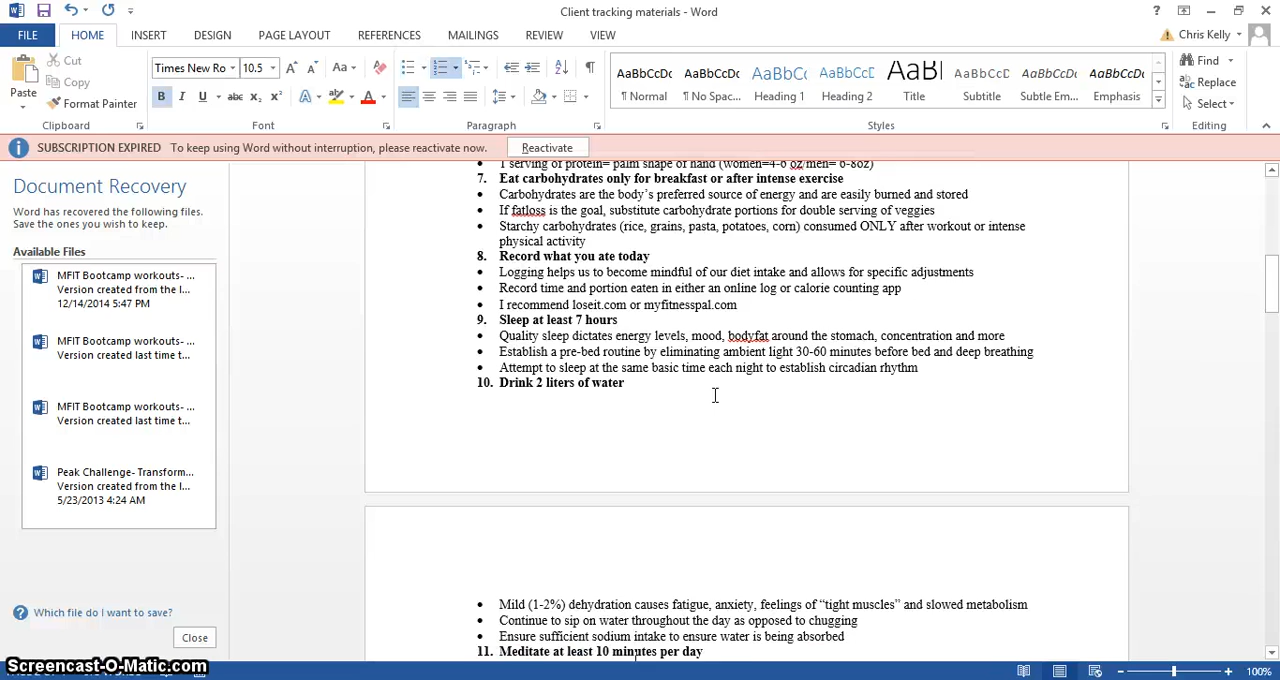 Client tracking materials - Word
FILE HOME INSERT DESIGN PAGE LAYOUT REFERENCES MAILINGS REVIEW VIEW Chris Kelly
Paste
Cut
Copy
Format Painter
Clipboard
Times New Ro 10.5
Font
Paragraph
AaBbCcDc AaBbCcDc AaBbCc AaBbCcDc AaBl AaBbCcDc AaBbCcDc AaBbCcDc
¶ Normal ¶ No Spac... Heading 1 Heading 2 Title Subtitle Subtle Em... Emphasis
Styles
Find
Replace
Select
Editing
SUBSCRIPTION EXPIRED To keep using Word without interruption, please reactivate now. Reactivate
Document Recovery
Word has recovered the following files.
Save the ones you wish to keep.
Available Files
MFIT Bootcamp workouts- ...
Version created from the l...
12/14/2014 5:47 PM
MFIT Bootcamp workouts- ...
Version created last time t...
MFIT Bootcamp workouts- ...
Version created last time t...
Peak Challenge- Transform...
Version created from the l...
5/23/2013 4:24 AM
Which file do I want to save?
Close
• 1 serving of protein= palm shape of hand (women=4-6 oz/men= 6-8oz)
7. Eat carbohydrates only for breakfast or after intense exercise
• Carbohydrates are the body's preferred source of energy and are easily burned and stored
• If fatloss is the goal, substitute carbohydrate portions for double serving of veggies
• Starchy carbohydrates (rice, grains, pasta, potatoes, corn) consumed ONLY after workout or intense
physical activity
8. Record what you ate today
• Logging helps us to become mindful of our diet intake and allows for specific adjustments
• Record time and portion eaten in either an online log or calorie counting app
• I recommend loseit.com or myfitnesspal.com
9. Sleep at least 7 hours
• Quality sleep dictates energy levels, mood, bodyfat around the stomach, concentration and more
• Establish a pre-bed routine by eliminating ambient light 30-60 minutes before bed and deep breathing
• Attempt to sleep at the same basic time each night to establish circadian rhythm
10. Drink 2 liters of water
• Mild (1-2%) dehydration causes fatigue, anxiety, feelings of “tight muscles” and slowed metabolism
• Continue to sip on water throughout the day as opposed to chugging
• Ensure sufficient sodium intake to ensure water is being absorbed
11. Meditate at least 10 minutes per day
Screencast-O-Matic.com
100%